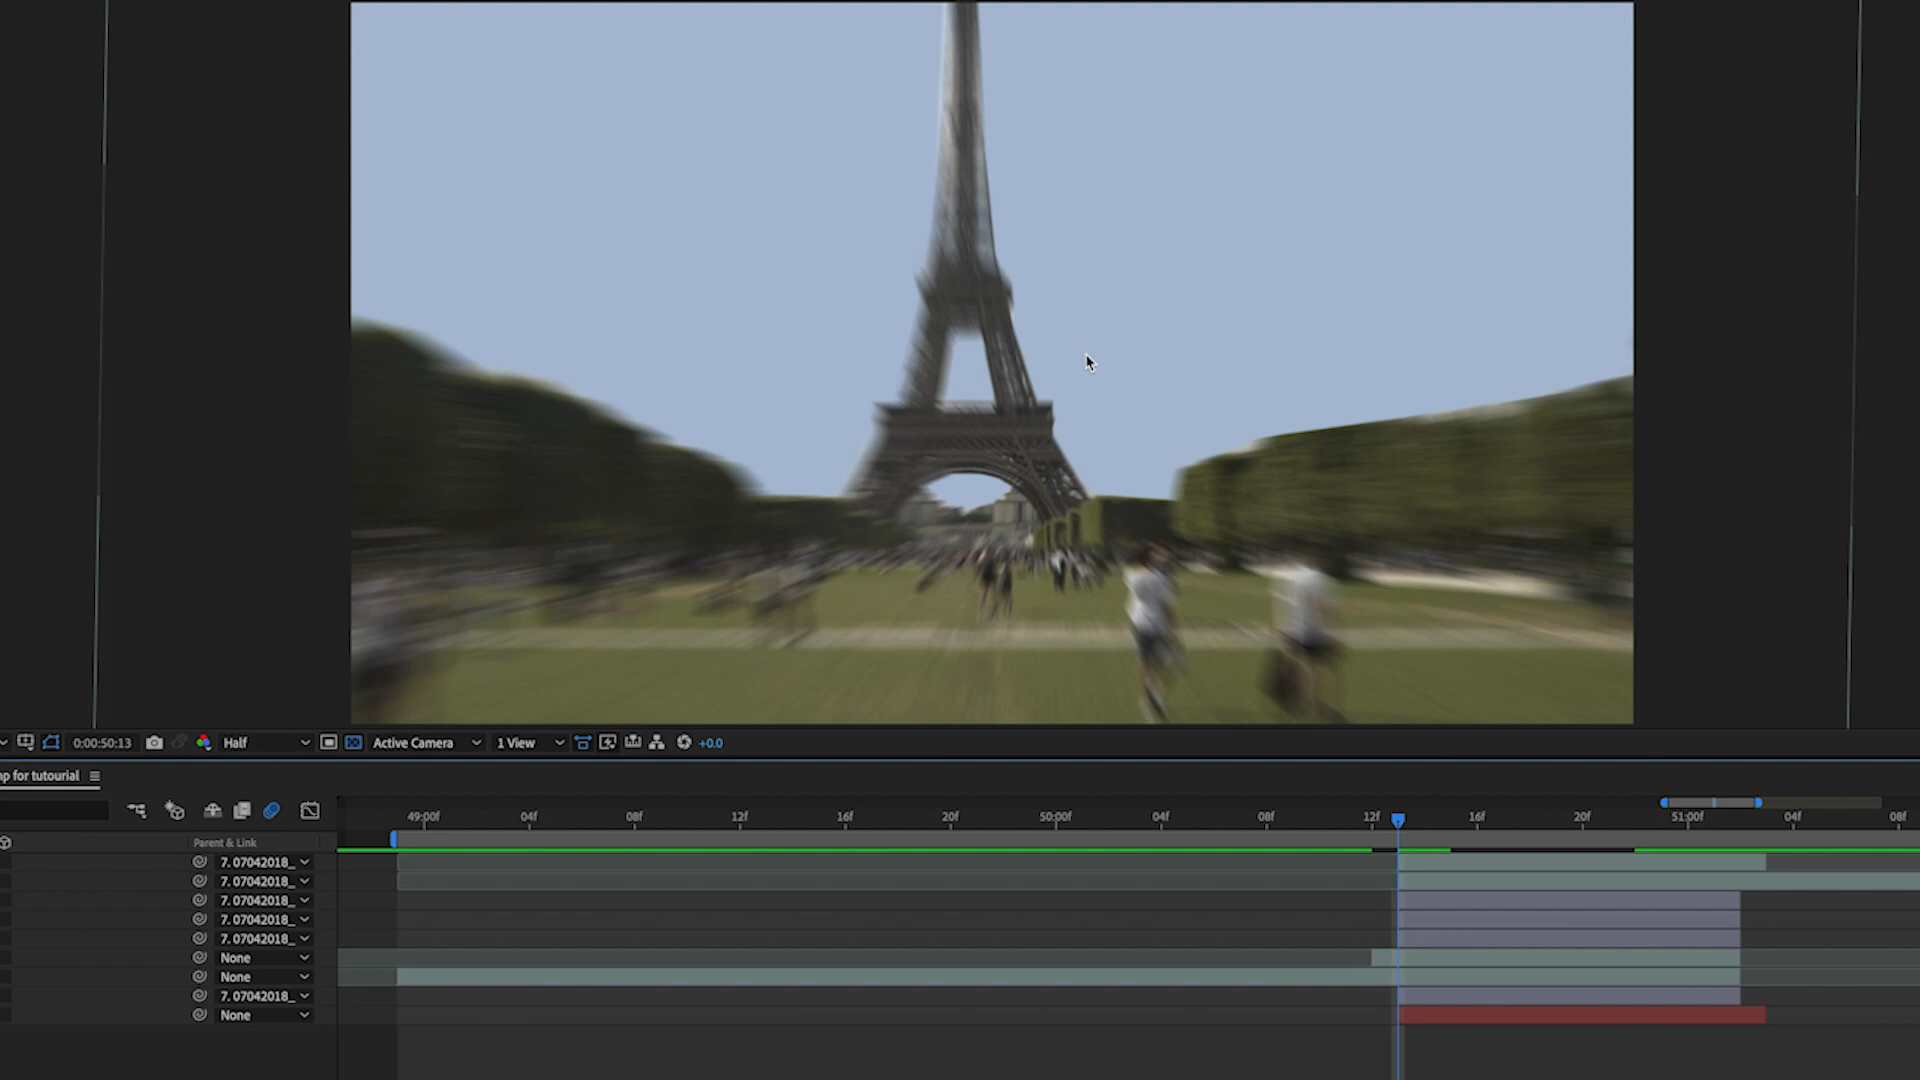 0:00:50:13 Half Active Camera 1 View +0.0
np for tutourial
49:00f 04f 08f 12f 16f 20f 50:00f 04f 08f 12f 16f 20f 51:00f 04f 08f
Parent & Link
7. 07042018_
7. 07042018_
7. 07042018_
7. 07042018_
7. 07042018_
None
None
7. 07042018_
None